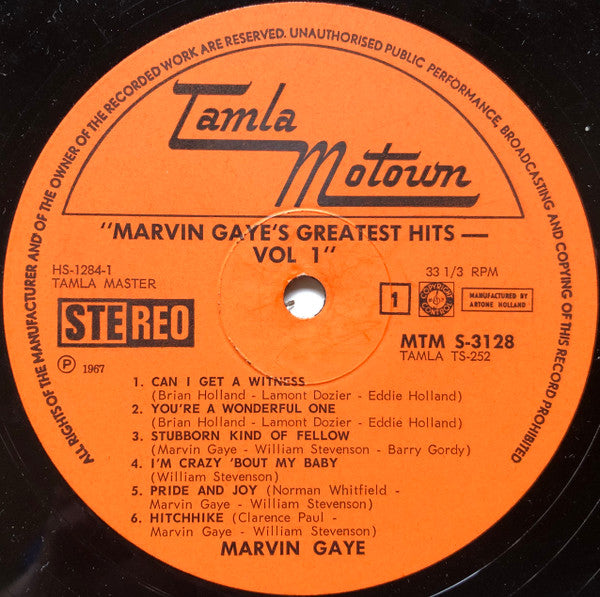 ALL RIGHTS OF THE MANUFACTURER AND OF THE OWNER OF THE RECORDED WORK ARE RESERVED. UNAUTHORISED PUBLIC PERFORMANCE, BROADCASTING AND COPYING OF THIS RECORD PROHIBITED
Tamla
Motown
"MARVIN GAYE'S GREATEST HITS —
VOL 1"
HS-1284-1
TAMLA MASTER
33 1/3 RPM
STEREO
1
COPYRIGHT
CONTROL
MANUFACTURED BY
ARTONE HOLLAND
MTM S-3128
TAMLA TS-252
℗ 1967
1. CAN I GET A WITNESS
(Brian Holland - Lamont Dozier - Eddie Holland)
2. YOU'RE A WONDERFUL ONE
(Brian Holland - Lamont Dozier - Eddie Holland)
3. STUBBORN KIND OF FELLOW
(Marvin Gaye - William Stevenson - Barry Gordy)
4. I'M CRAZY 'BOUT MY BABY
(William Stevenson)
5. PRIDE AND JOY (Norman Whitfield -
Marvin Gaye - William Stevenson)
6. HITCHHIKE (Clarence Paul -
Marvin Gaye - William Stevenson)
MARVIN GAYE